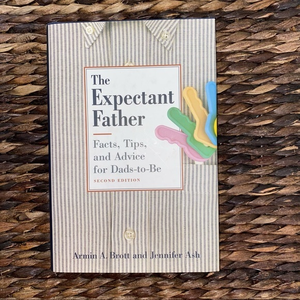 The
Expectant
Father
Facts, Tips,
and Advice
for Dads-to-Be
SECOND EDITION
Armin A. Brott and Jennifer Ash